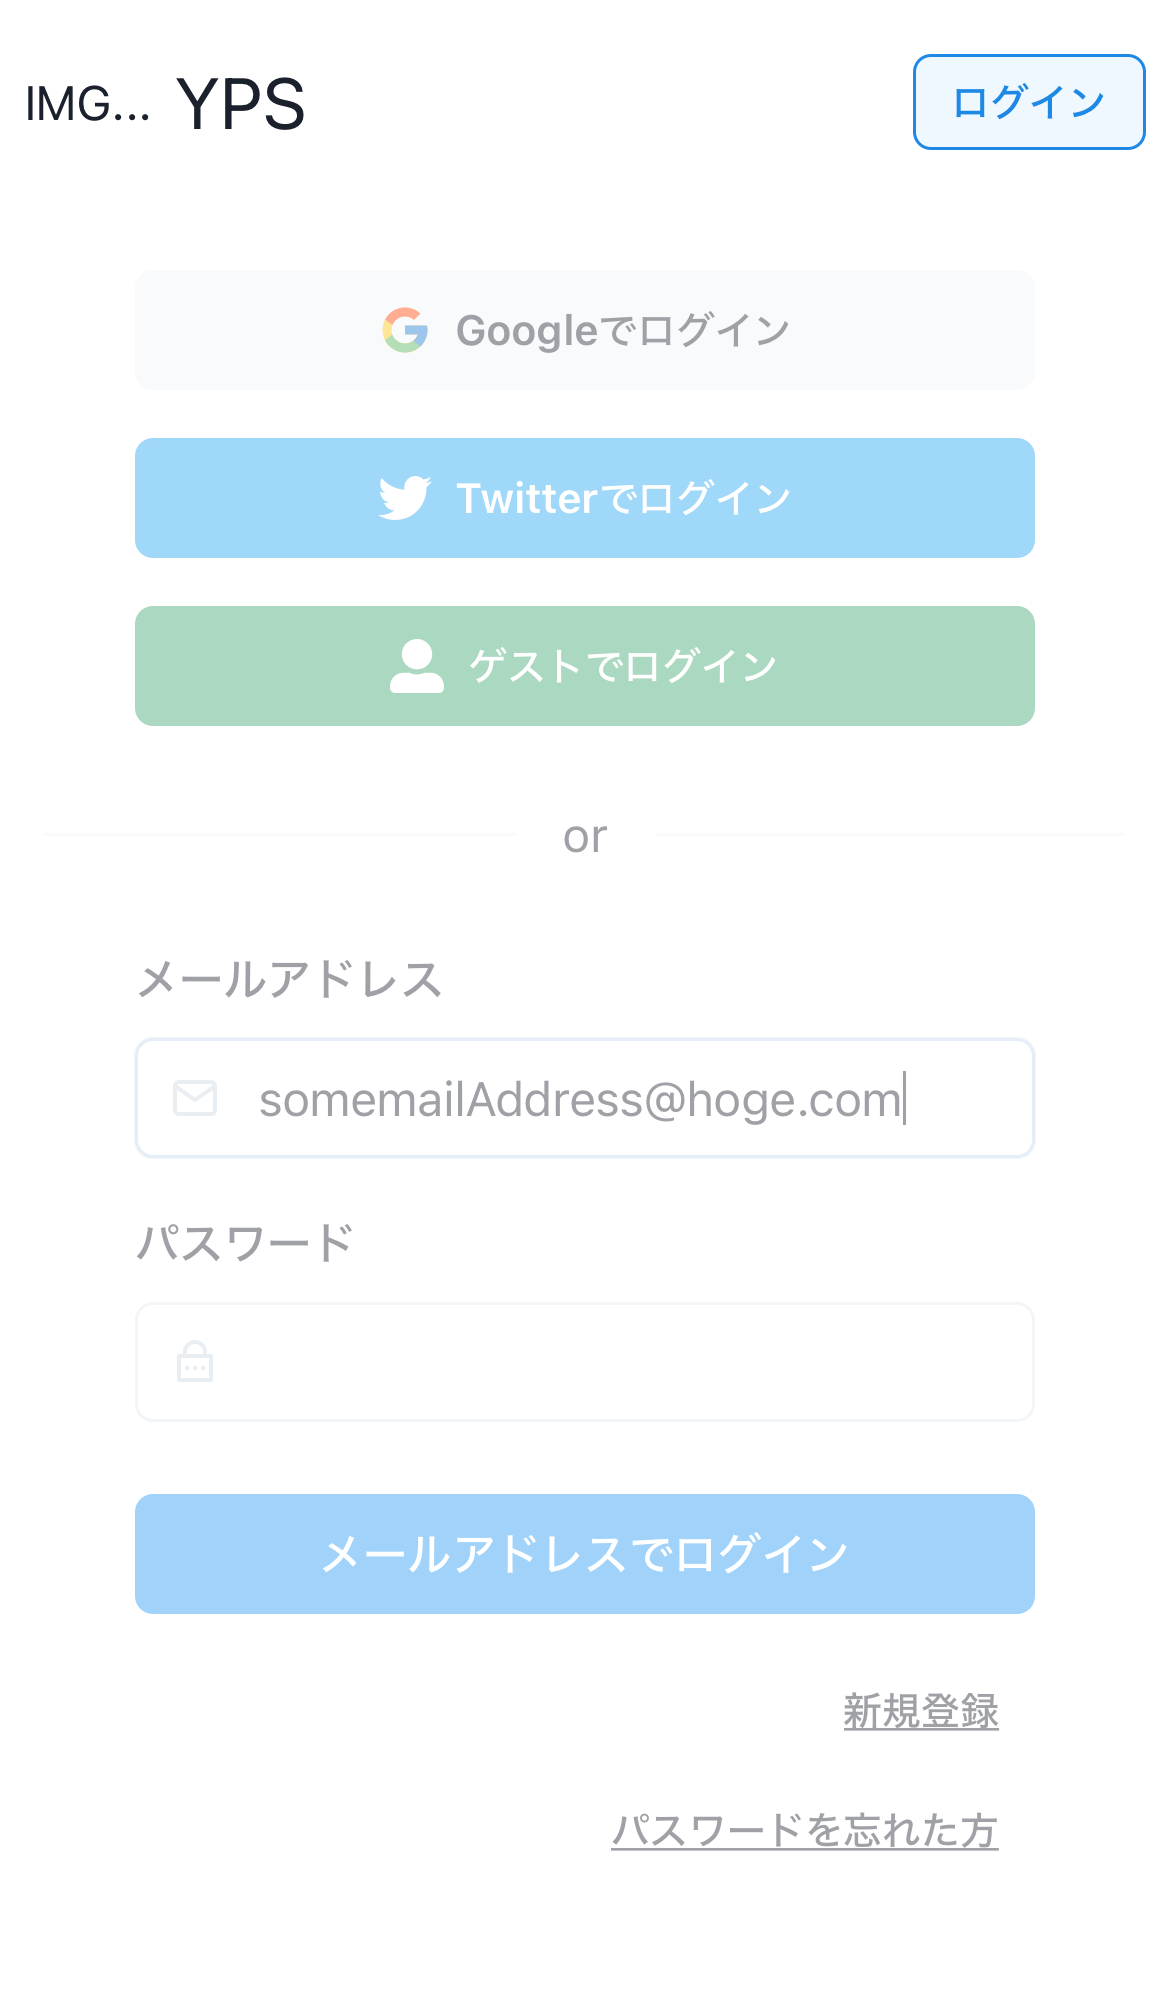 IMG... YPS
ログイン
Googleでログイン
Twitterでログイン
ゲストでログイン
or
メールアドレス
somemailAddress@hoge.com
パスワード
メールアドレスでログイン
新規登録
パスワードを忘れた方